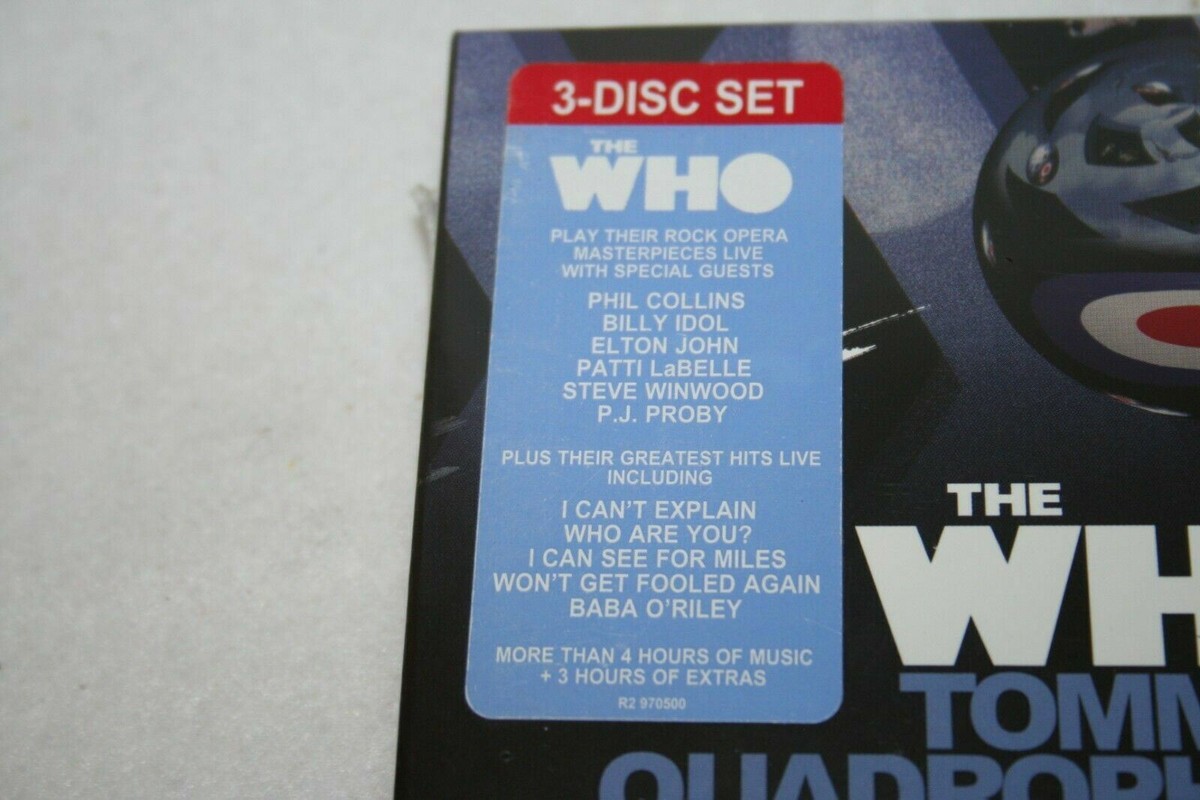 3-DISC SET
THE
WHO
PLAY THEIR ROCK OPERA
MASTERPIECES LIVE
WITH SPECIAL GUESTS
PHIL COLLINS
BILLY IDOL
ELTON JOHN
PATTI LaBELLE
STEVE WINWOOD
P.J. PROBY
PLUS THEIR GREATEST HITS LIVE
INCLUDING
I CAN'T EXPLAIN
WHO ARE YOU?
I CAN SEE FOR MILES
WON'T GET FOOLED AGAIN
BABA O'RILEY
MORE THAN 4 HOURS OF MUSIC
+ 3 HOURS OF EXTRAS
R2 970500
THE
WH
TOMM
QUADROPH